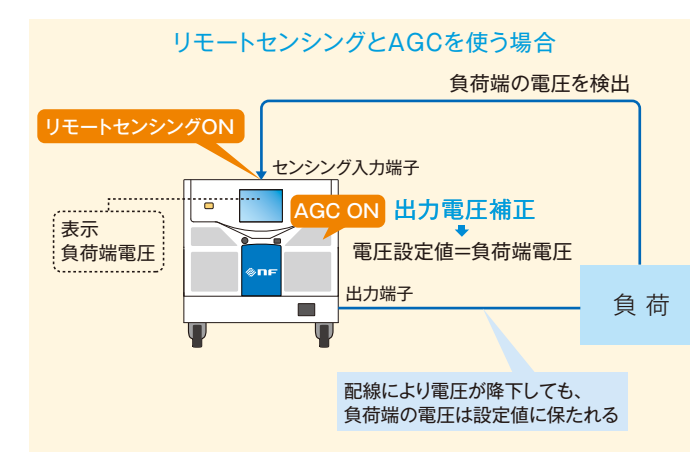 リモートセンシングとAGCを使う場合
負荷端の電圧を検出
リモートセンシングON
センシング入力端子
AGC ON
出力電圧補正
表示
負荷端電圧
電圧設定値=負荷端電圧
nF
出力端子
負 荷
配線により電圧が降下しても、
負荷端の電圧は設定値に保たれる